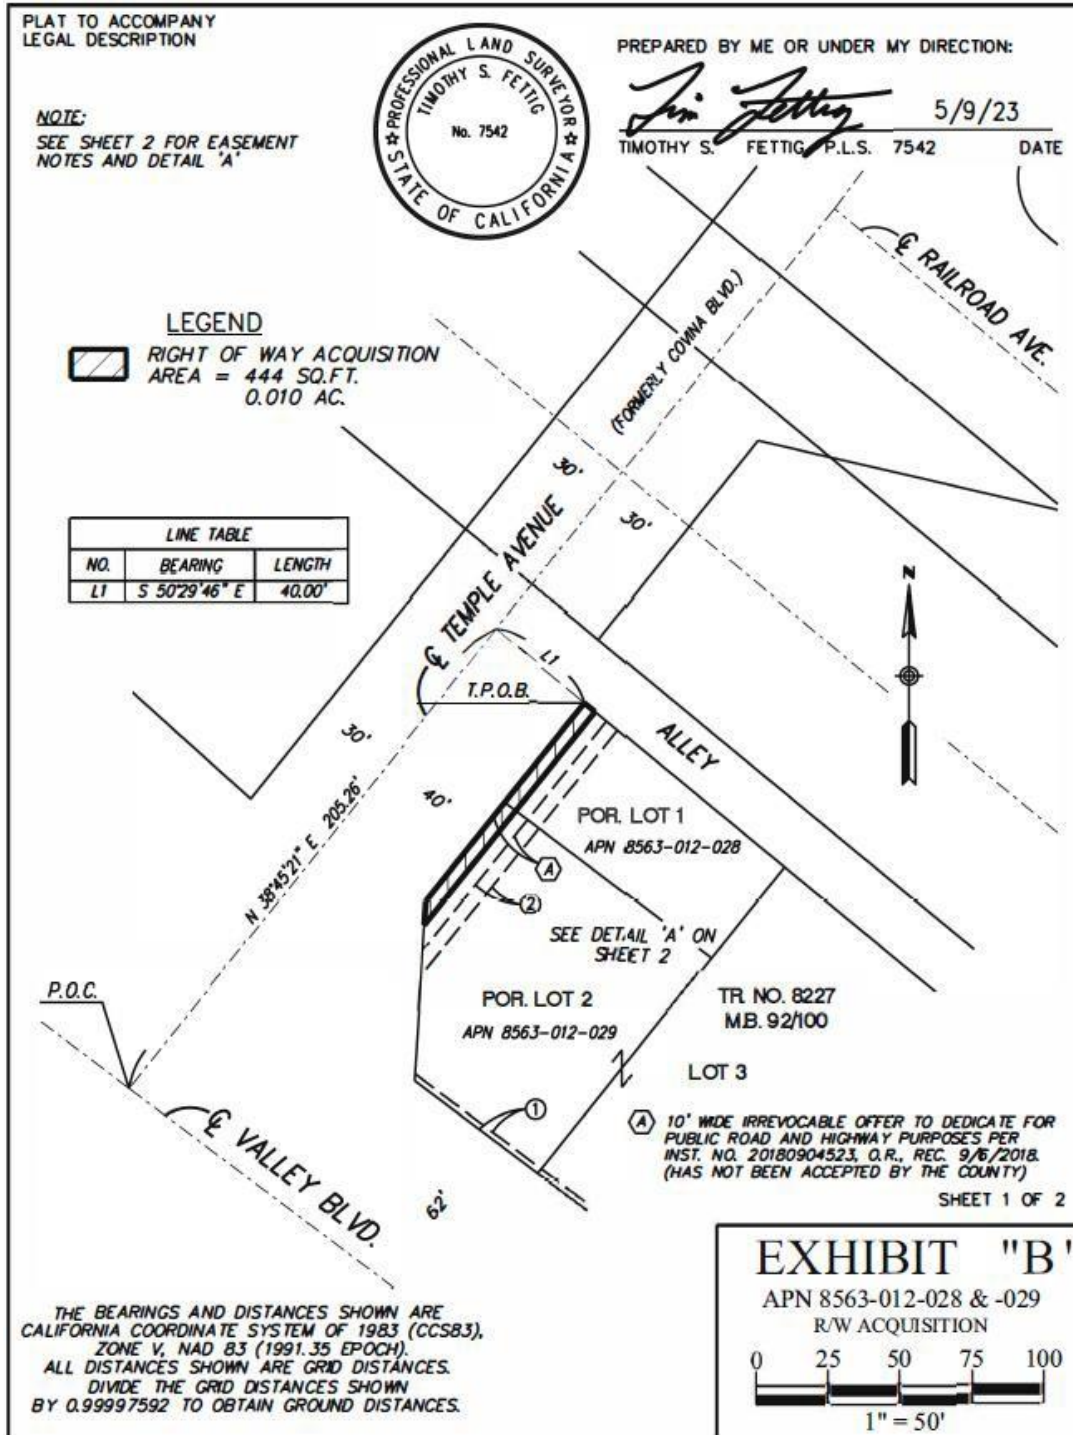 PLAT TO ACCOMPANY
LEGAL DESCRIPTION
NOTE:
SEE SHEET 2 FOR EASEMENT
NOTES AND DETAIL 'A'
PROFESSIONAL LAND SURVEYOR
TIMOTHY S. FETTIG
No. 7542
STATE OF CALIFORNIA
PREPARED BY ME OR UNDER MY DIRECTION:
Tim Fettig
5/9/23
TIMOTHY S. FETTIG P.L.S. 7542 DATE
℄ RAILROAD AVE.
(FORMERLY COVINA BLVD.)
LEGEND
RIGHT OF WAY ACQUISITION
AREA = 444 SQ.FT.
0.010 AC.
30'
30'
LINE TABLE
NO. BEARING LENGTH
L1 S 50°29'46" E 40.00'
℄ TEMPLE AVENUE
N
L1
T.P.O.B.
ALLEY
30'
40'
N 38°45'21" E 205.26'
POR. LOT 1
APN 8563-012-028
A
2
SEE DETAIL 'A' ON
SHEET 2
P.O.C.
POR. LOT 2
APN 8563-012-029
TR. NO. 8227
M.B. 92/100
LOT 3
1
℄ VALLEY BLVD.
62'
A 10' WIDE IRREVOCABLE OFFER TO DEDICATE FOR
PUBLIC ROAD AND HIGHWAY PURPOSES PER
INST. NO. 20180904523, O.R., REC. 9/6/2018.
(HAS NOT BEEN ACCEPTED BY THE COUNTY)
SHEET 1 OF 2
THE BEARINGS AND DISTANCES SHOWN ARE
CALIFORNIA COORDINATE SYSTEM OF 1983 (CCS83),
ZONE V, NAD 83 (1991.35 EPOCH).
ALL DISTANCES SHOWN ARE GRID DISTANCES.
DIVIDE THE GRID DISTANCES SHOWN
BY 0.99997592 TO OBTAIN GROUND DISTANCES.
EXHIBIT "B"
APN 8563-012-028 & -029
R/W ACQUISITION
0 25 50 75 100
1" = 50'